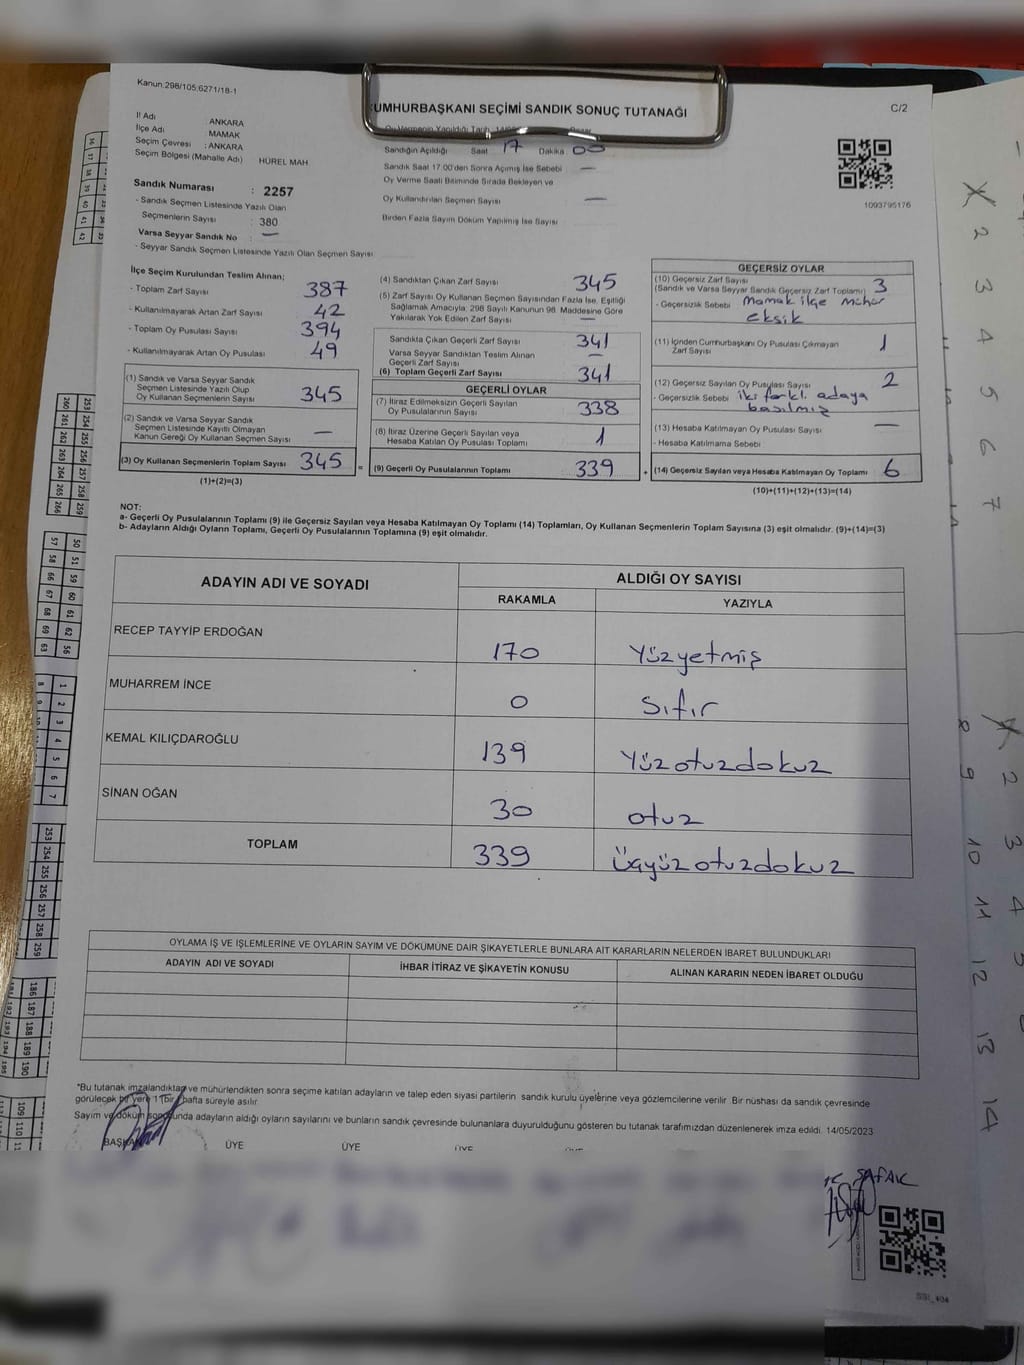 Kanun:298/105;6271/18-1
CUMHURBAŞKANI SEÇİMİ SANDIK SONUÇ TUTANAĞI
C/2
İl Adı : ANKARA
İlçe Adı : MAMAK
Seçim Çevresi : ANKARA
Seçim Bölgesi (Mahalle Adı) HÜREL MAH
Sandık Numarası : 2257
- Sandık Seçmen Listesinde Yazılı Olan
Seçmenlerin Sayısı : 380
Varsa Seyyar Sandık No : —
- Seyyar Sandık Seçmen Listesinde Yazılı Olan Seçmen Sayısı
Oy Vermenin Yapıldığı Tarih
Sandığın Açıldığı Saat 17 Dakika 00
Sandık Saat 17:00'den Sonra Açılmış İse Sebebi —
Oy Verme Saati Bitiminde Sırada Bekleyen ve
Oy Kullandırılan Seçmen Sayısı —
Birden Fazla Sayım Döküm Yapılmış İse Sayısı
1093795176
İlçe Seçim Kurulundan Teslim Alınan;
- Toplam Zarf Sayısı 387
- Kullanılmayarak Artan Zarf Sayısı 42
- Toplam Oy Pusulası Sayısı 394
- Kullanılmayarak Artan Oy Pusulası 49
(1) Sandık ve Varsa Seyyar Sandık
Seçmen Listesinde Yazılı Olup
Oy Kullanan Seçmenlerin Sayısı 345
(2) Sandık ve Varsa Seyyar Sandık
Seçmen Listesinde Kayıtlı Olmayan
Kanun Gereği Oy Kullanan Seçmen Sayısı —
(3) Oy Kullanan Seçmenlerin Toplam Sayısı 345 =
(1)+(2)=(3)
(4) Sandıktan Çıkan Zarf Sayısı 345
(5) Zarf Sayısı Oy Kullanan Seçmen Sayısından Fazla İse, Eşitliği
Sağlamak Amacıyla: 298 Sayılı Kanunun 98. Maddesine Göre
Yakılarak Yok Edilen Zarf Sayısı —
Sandıkta Çıkan Geçerli Zarf Sayısı 341
Varsa Seyyar Sandıktan Teslim Alınan
Geçerli Zarf Sayısı —
(6) Toplam Geçerli Zarf Sayısı 341
GEÇERLİ OYLAR
(7) İtiraz Edilmeksizin Geçerli Sayılan
Oy Pusulalarının Sayısı 338
(8) İtiraz Üzerine Geçerli Sayılan veya
Hesaba Katılan Oy Pusulası Toplamı 1
(9) Geçerli Oy Pusulalarının Toplamı 339 +
GEÇERSİZ OYLAR
(10) Geçersiz Zarf Sayısı
(Sandık ve Varsa Seyyar Sandık Geçersiz Zarf Toplamı) 3
- Geçersizlik Sebebi Mamak ilçe mühür
eksik
(11) İçinden Cumhurbaşkanı Oy Pusulası Çıkmayan
Zarf Sayısı 1
(12) Geçersiz Sayılan Oy Pusulası Sayısı 2
- Geçersizlik Sebebi iki farklı adaya
basılmış
(13) Hesaba Katılmayan Oy Pusulası Sayısı —
- Hesaba Katılmama Sebebi
(14) Geçersiz Sayılan veya Hesaba Katılmayan Oy Toplamı 6
(10)+(11)+(12)+(13)=(14)
NOT:
a- Geçerli Oy Pusulalarının Toplamı (9) ile Geçersiz Sayılan veya Hesaba Katılmayan Oy Toplamı (14) Toplamları, Oy Kullanan Seçmenlerin Toplam Sayısına (3) eşit olmalıdır. (9)+(14)=(3)
b- Adayların Aldığı Oyların Toplamı, Geçerli Oy Pusulalarının Toplamına (9) eşit olmalıdır.
ADAYIN ADI VE SOYADI ALDIĞI OY SAYISI
RAKAMLA YAZIYLA
RECEP TAYYİP ERDOĞAN 170 Yüzyetmiş
MUHARREM İNCE 0 Sıfır
KEMAL KILIÇDAROĞLU 139 Yüzotuzdokuz
SİNAN OĞAN 30 otuz
TOPLAM 339 Üçyüzotuzdokuz
OYLAMA İŞ VE İŞLEMLERİNE VE OYLARIN SAYIM VE DÖKÜMÜNE DAİR ŞİKAYETLERLE BUNLARA AİT KARARLARIN NELERDEN İBARET BULUNDUKLARI
ADAYIN ADI VE SOYADI İHBAR İTİRAZ VE ŞİKAYETİN KONUSU ALINAN KARARIN NEDEN İBARET OLDUĞU
*Bu tutanak imzalandıktan ve mühürlendikten sonra seçime katılan adayların ve talep eden siyasi partilerin sandık kurulu üyelerine veya gözlemcilerine verilir. Bir nüshası da sandık çevresinde
görülecek bir yere 1 (bir) hafta süreyle asılır.
Sayım ve döküm sonunda adayların aldığı oyların sayılarını ve bunların sandık çevresinde bulunanlara duyurulduğunu gösteren bu tutanak tarafımızdan düzenlenerek imza edildi. 14/05/2023
BAŞKAN ÜYE ÜYE ÜYE
ŞAFAK